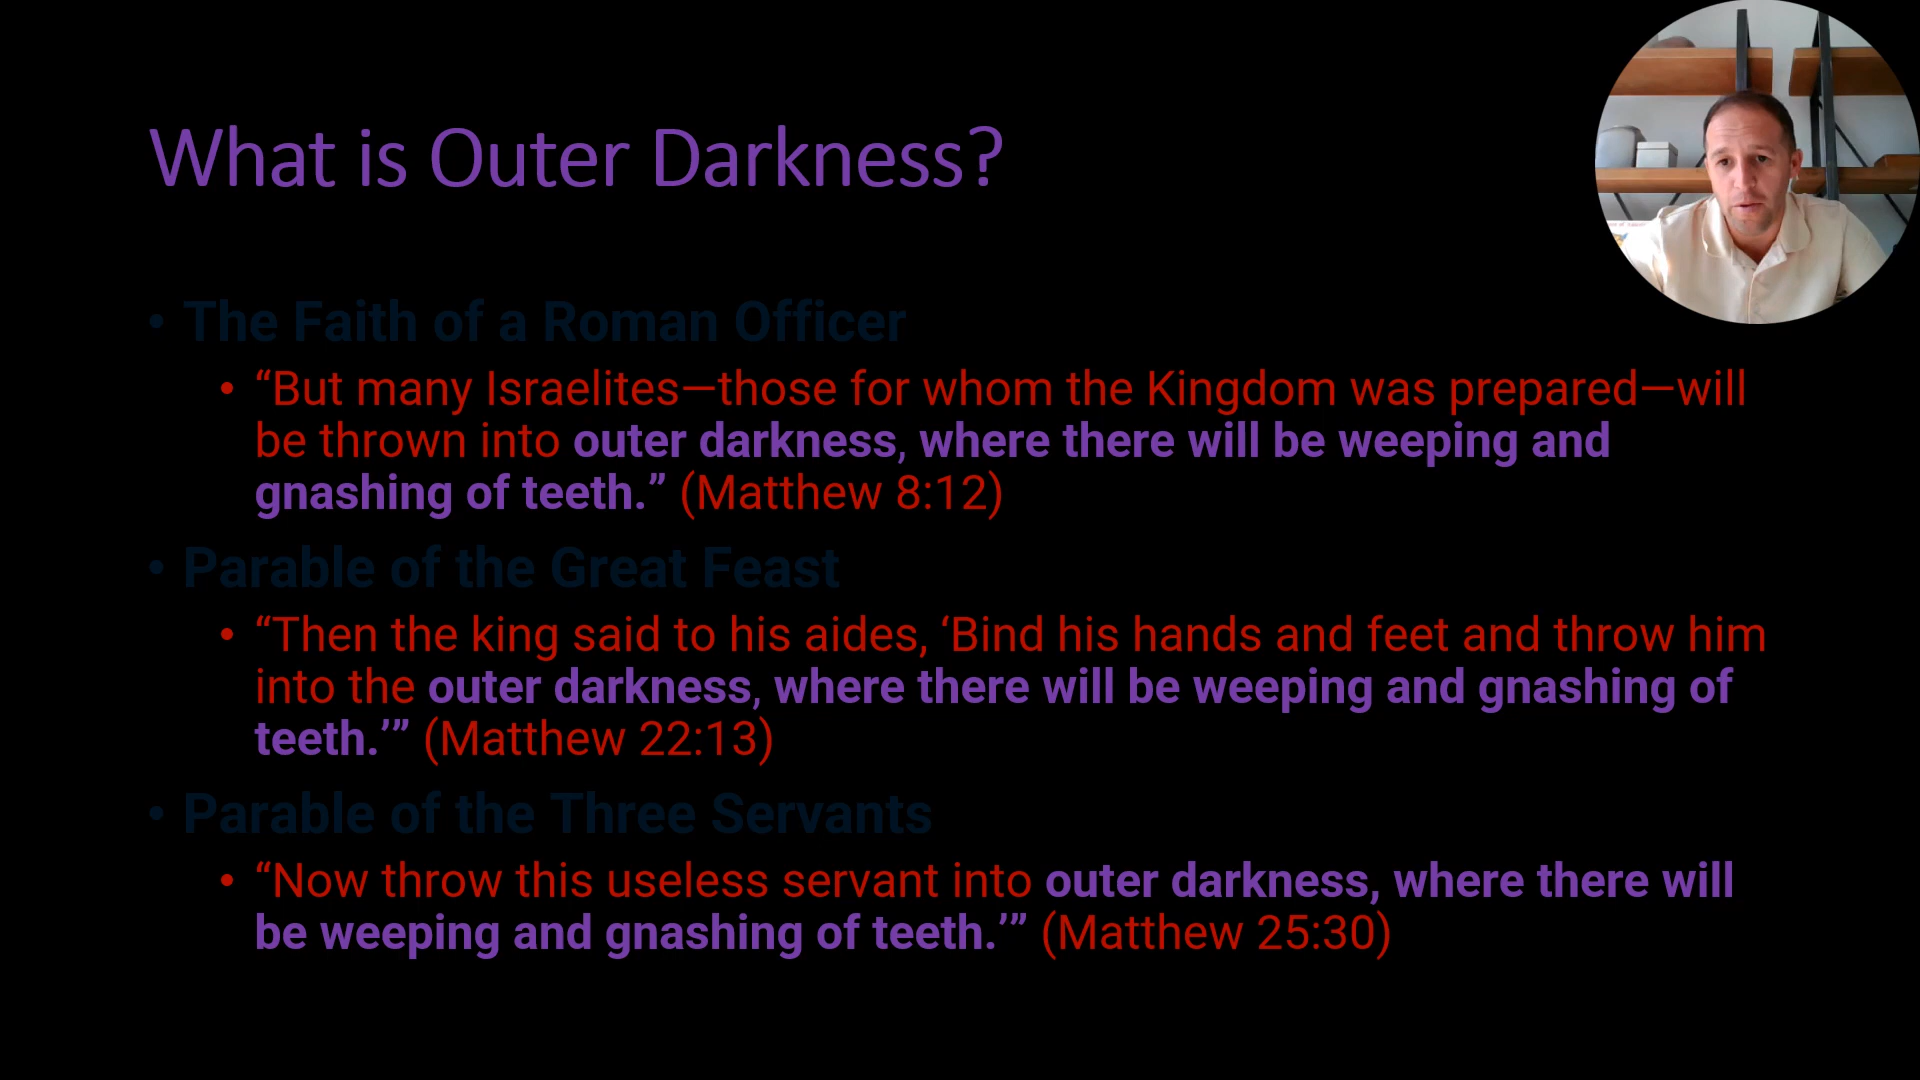 What is Outer Darkness?
• The Faith of a Roman Officer
• “But many Israelites—those for whom the Kingdom was prepared—will
be thrown into outer darkness, where there will be weeping and
gnashing of teeth.” (Matthew 8:12)
• Parable of the Great Feast
• “Then the king said to his aides, ‘Bind his hands and feet and throw him
into the outer darkness, where there will be weeping and gnashing of
teeth.’” (Matthew 22:13)
• Parable of the Three Servants
• “Now throw this useless servant into outer darkness, where there will
be weeping and gnashing of teeth.’” (Matthew 25:30)